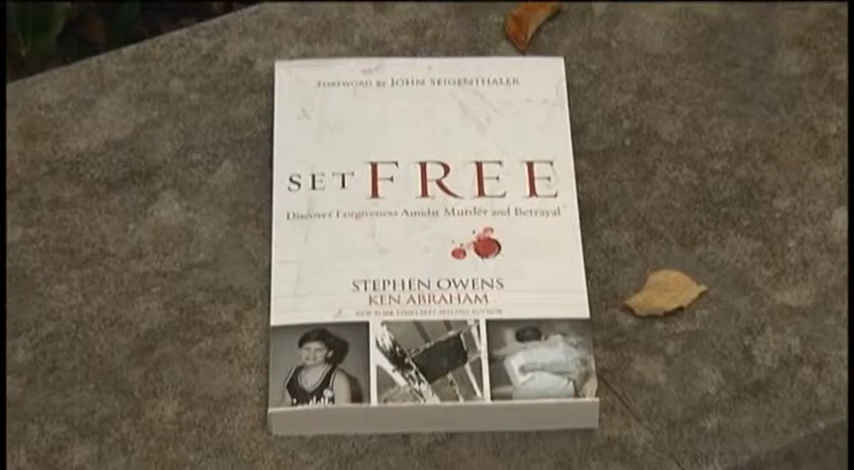 FOREWORD BY JOHN SEIGENTHALER
SET FREE
Discover Forgiveness Amidst Murder and Betrayal
STEPHEN OWENS
KEN ABRAHAM
NEW YORK TIMES BEST-SELLING AUTHOR